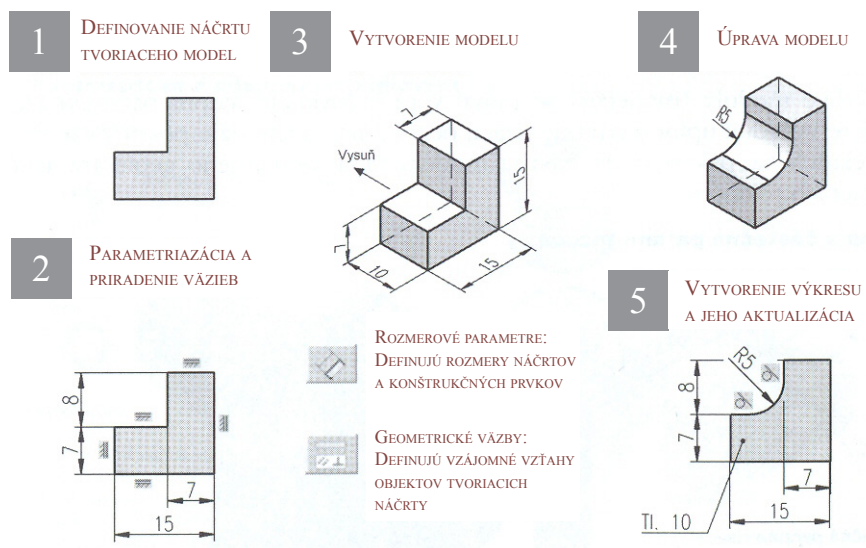 1
Definovanie náčrtu
tvoriaceho model
3
Vytvorenie modelu
4
Úprava modelu
7
Vysuň
15
7
10
15
R5
2
Parametriazácia a
priradenie väzieb
5
Vytvorenie výkresu
a jeho aktualizácia
Rozmerové parametre:
Definujú rozmery náčrtov
a konštrukčných prvkov
Geometrické väzby:
Definujú vzájomné vzťahy
objektov tvoriacich
náčrty
8
7
7
15
R5
8
7
7
15
Tl. 10